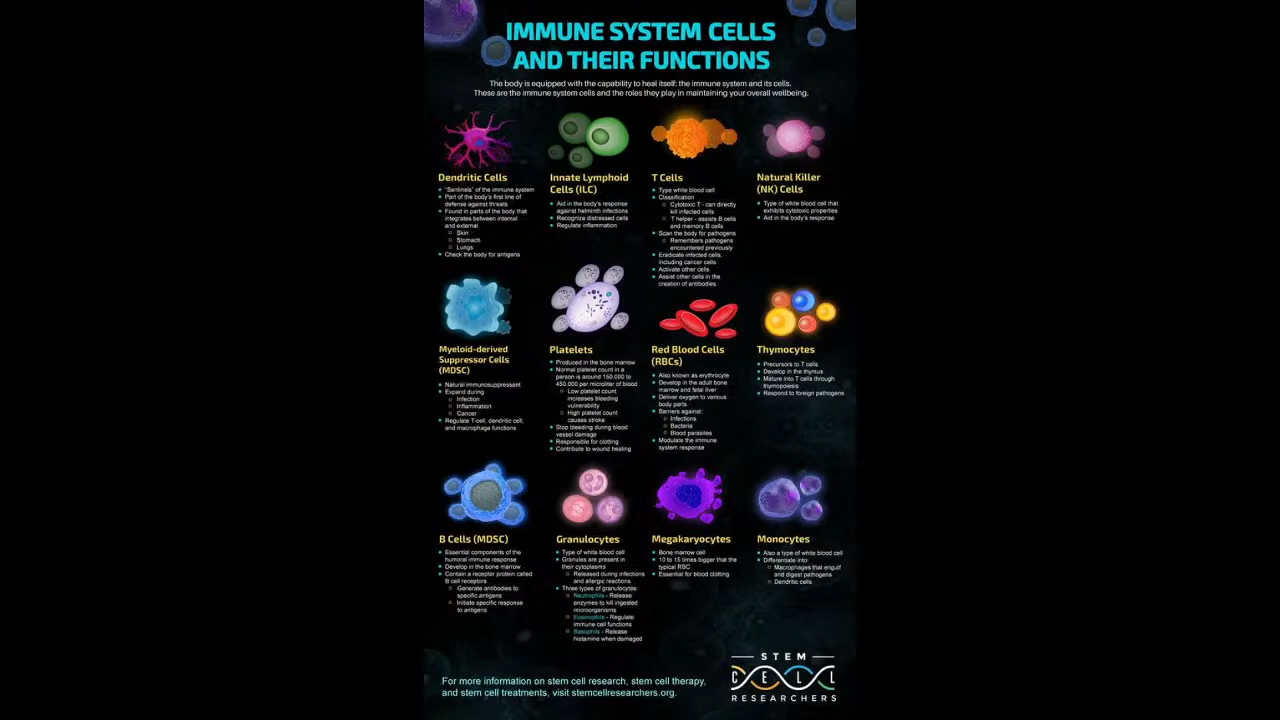 IMMUNE SYSTEM CELLS
AND THEIR FUNCTIONS
The body is equipped with the capability to heal itself: the immune system and its cells.
These are the immune system cells and the roles they play in maintaining your overall wellbeing.
Dendritic Cells
"Sentinels" of the immune system
Part of the body's first line of
defense against threats
Found in parts of the body that
integrates between internal
and external
Skin
Stomach
Lungs
Check the body for antigens
Innate Lymphoid
Cells (ILC)
Aid in the body's response
against helminth infections
Recognize distressed cells
Regulate inflammation
T Cells
Type white blood cell
Classification
Cytotoxic T - can directly
kill infected cells
T helper - assists B cells
and memory B cells
Scan the body for pathogens
Remembers pathogens
encountered previously
Eradicate infected cells,
including cancer cells
Activate other cells
Assist other cells in the
creation of antibodies
Natural Killer
(NK) Cells
Type of white blood cell that
exhibits cytotoxic properties
Aid in the body's response
Myeloid-derived
Suppressor Cells
(MDSC)
Natural immunosuppressant
Expand during
Infection
Inflammation
Cancer
Regulate T-cell, dendritic cell,
and macrophage functions
Platelets
Produced in the bone marrow
Normal platelet count in a
person is around 150,000 to
450,000 per microliter of blood
Low platelet count
increases bleeding
vulnerability
High platelet count
causes stroke
Stop bleeding during blood
vessel damage
Responsible for clotting
Contribute to wound healing
Red Blood Cells
(RBCs)
Also known as erythrocyte
Develop in the adult bone
marrow and fetal liver
Deliver oxygen to various
body parts
Barriers against:
Infections
Bacteria
Blood parasites
Modulate the immune
system response
Thymocytes
Precursors to T cells
Develop in the thymus
Mature into T cells through
thymopoiesis
Respond to foreign pathogens
B Cells (MDSC)
Essential components of the
humoral immune response
Develop in the bone marrow
Contain a receptor protein called
B cell receptors
Generate antibodies to
specific antigens
Initiate specific response
to antigens
Granulocytes
Type of white blood cell
Granules are present in
their cytoplasms
Released during infections
and allergic reactions
Three types of granulocytes
Neutrophils - Release
enzymes to kill ingested
microorganisms
Eosinophils - Regulate
immune cell functions
Basophils - Release
histamine when damaged
Megakaryocytes
Bone marrow cell
10 to 15 times bigger that the
typical RBC
Essential for blood clotting
Monocytes
Also a type of white blood cell
Differentiate into:
Macrophages that engulf
and digest pathogens
Dendritic cells
For more information on stem cell research, stem cell therapy,
and stem cell treatments, visit stemcellresearchers.org.
STEM
CELL
RESEARCHERS